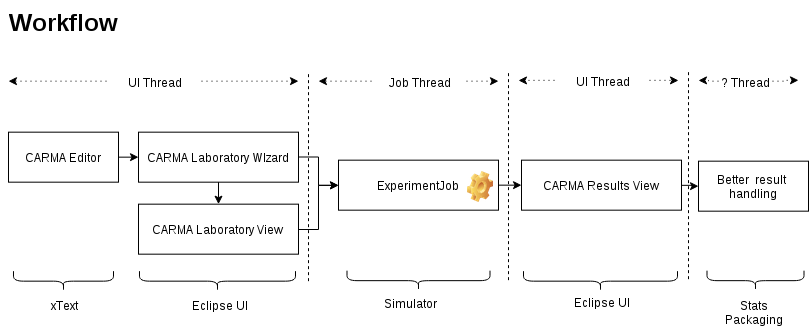 Workflow
UI Thread
Job Thread
UI Thread
? Thread
CARMA Editor
CARMA Laboratory WIzard
CARMA Laboratory View
ExperimentJob
CARMA Results View
Better result
handling
xText
Eclipse UI
Simulator
Eclipse UI
Stats
Packaging